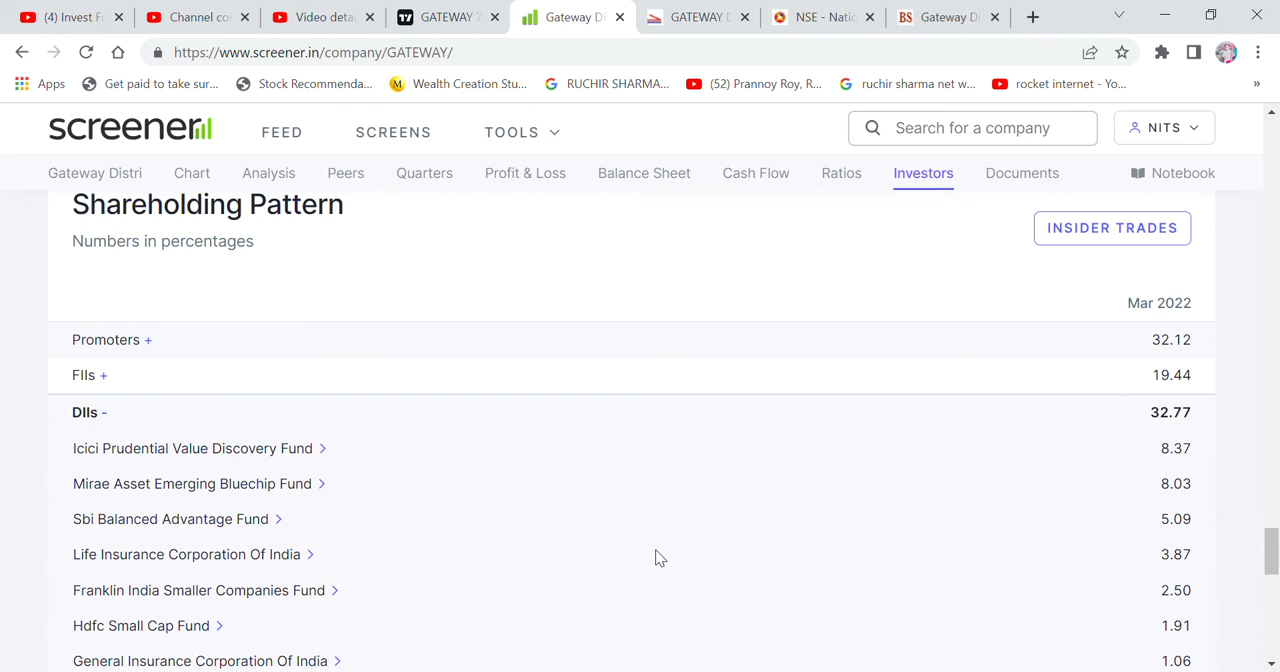 (4) Invest F
Channel co
Video detai
GATEWAY 7
Gateway Di
GATEWAY D
NSE - Natio
BS Gateway Di
https://www.screener.in/company/GATEWAY/
Apps
Get paid to take sur...
Stock Recommenda...
Wealth Creation Stu...
RUCHIR SHARMA...
(52) Prannoy Roy, R...
ruchir sharma net w...
rocket internet - Yo...
screener
FEED
SCREENS
TOOLS
Search for a company
NITS
Gateway Distri
Chart
Analysis
Peers
Quarters
Profit & Loss
Balance Sheet
Cash Flow
Ratios
Investors
Documents
Notebook
Shareholding Pattern
Numbers in percentages
INSIDER TRADES
Mar 2022
Promoters + 32.12
FIIs + 19.44
DIIs - 32.77
Icici Prudential Value Discovery Fund > 8.37
Mirae Asset Emerging Bluechip Fund > 8.03
Sbi Balanced Advantage Fund > 5.09
Life Insurance Corporation Of India > 3.87
Franklin India Smaller Companies Fund > 2.50
Hdfc Small Cap Fund > 1.91
General Insurance Corporation Of India > 1.06